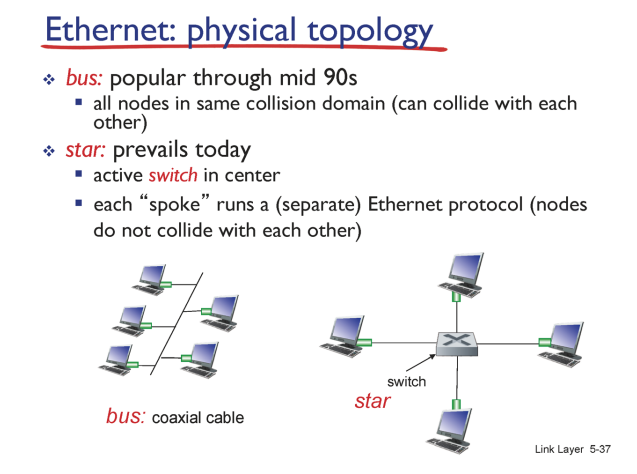 Ethernet: physical topology
❖ bus: popular through mid 90s
▪ all nodes in same collision domain (can collide with each
other)
❖ star: prevails today
▪ active switch in center
▪ each “spoke” runs a (separate) Ethernet protocol (nodes
do not collide with each other)
switch
star
bus: coaxial cable
Link Layer 5-37